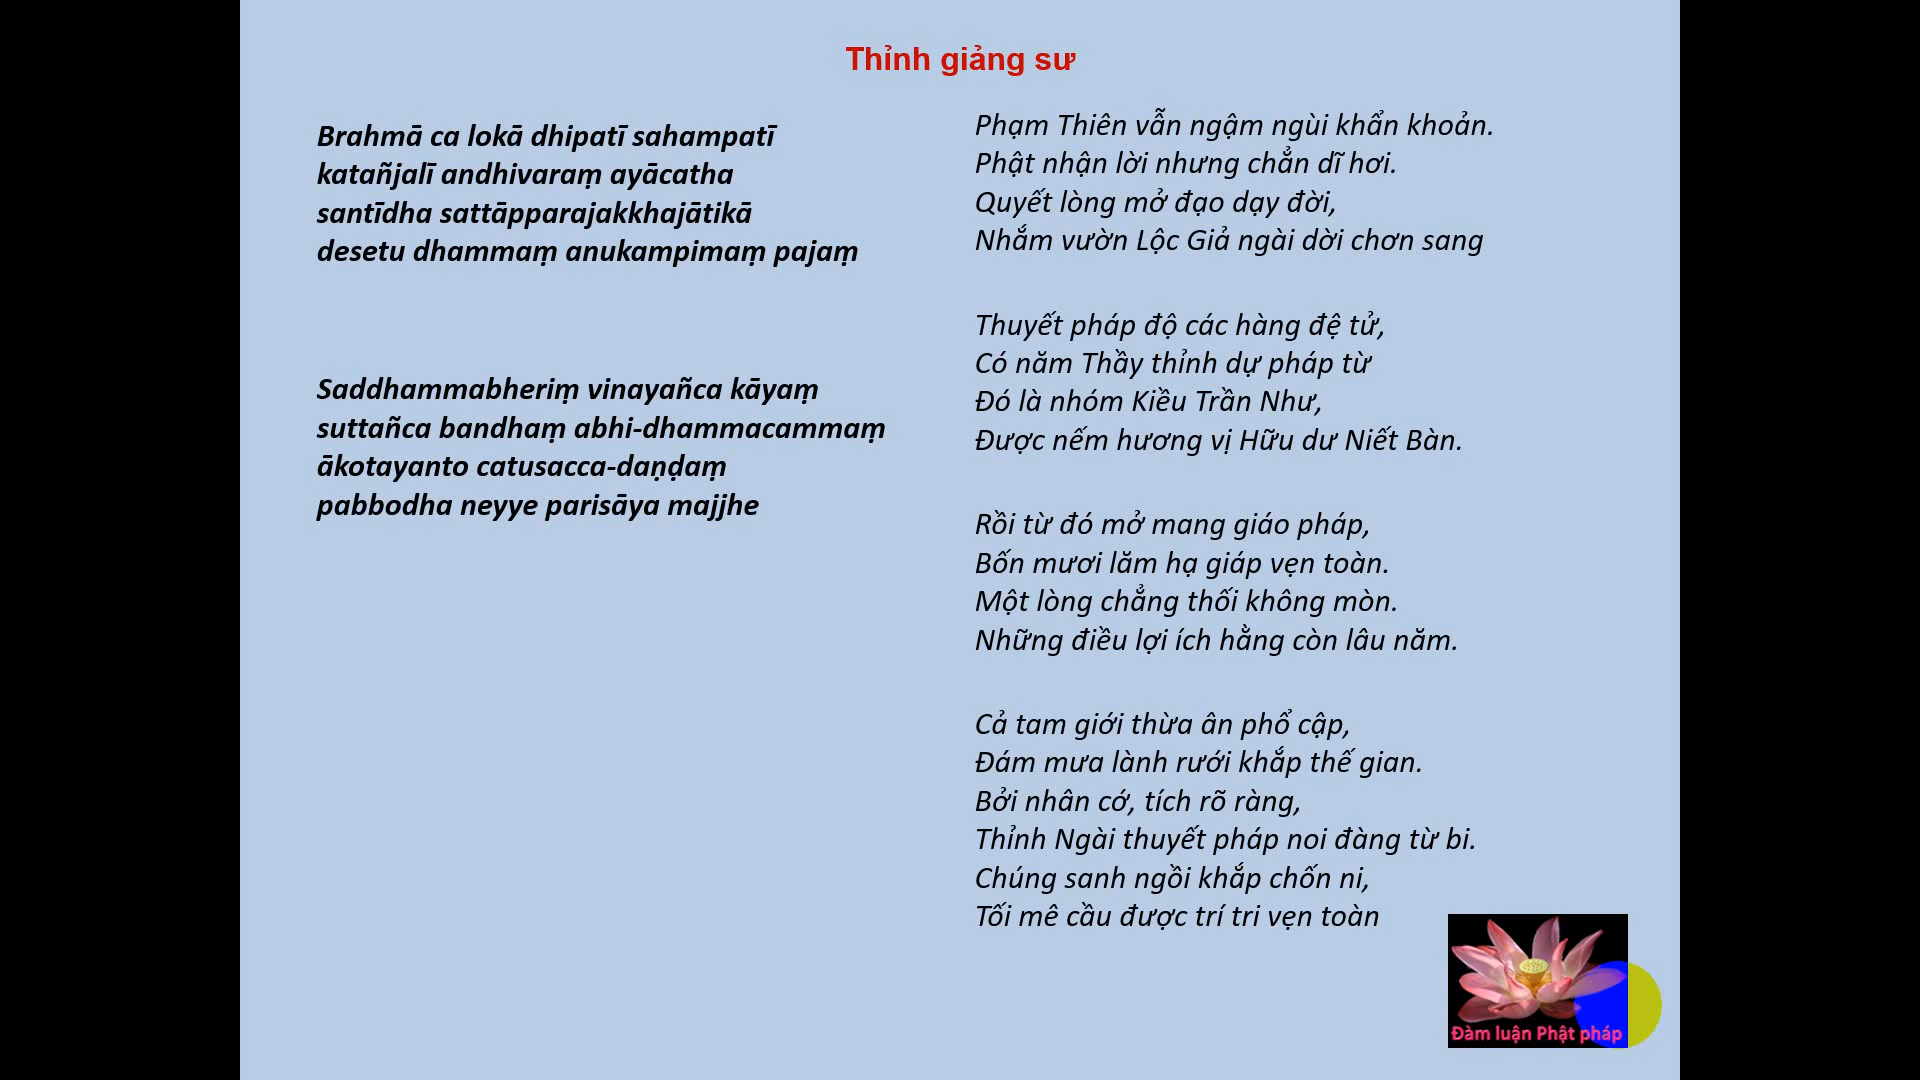 Thỉnh giảng sư
Brahmā ca lokā dhipatī sahampatī
katañjalī andhivaraṃ ayācatha
santīdha sattāpparajakkhajātikā
desetu dhammaṃ anukampimaṃ pajaṃ
Saddhammabheriṃ vinayañca kāyaṃ
suttañca bandhaṃ abhi-dhammacammaṃ
ākotayanto catusacca-daṇḍaṃ
pabbodha neyye parisāya majjhe
Phạm Thiên vẫn ngậm ngùi khẩn khoản.
Phật nhận lời nhưng chẳn dĩ hơi.
Quyết lòng mở đạo dạy đời,
Nhắm vườn Lộc Giả ngài dời chơn sang
Thuyết pháp độ các hàng đệ tử,
Có năm Thầy thỉnh dự pháp từ
Đó là nhóm Kiều Trần Như,
Được nếm hương vị Hữu dư Niết Bàn.
Rồi từ đó mở mang giáo pháp,
Bốn mươi lăm hạ giáp vẹn toàn.
Một lòng chẳng thối không mòn.
Những điều lợi ích hằng còn lâu năm.
Cả tam giới thừa ân phổ cập,
Đám mưa lành rưới khắp thế gian.
Bởi nhân cớ, tích rõ ràng,
Thỉnh Ngài thuyết pháp noi đàng từ bi.
Chúng sanh ngồi khắp chốn ni,
Tối mê cầu được trí tri vẹn toàn
Đàm luận Phật pháp